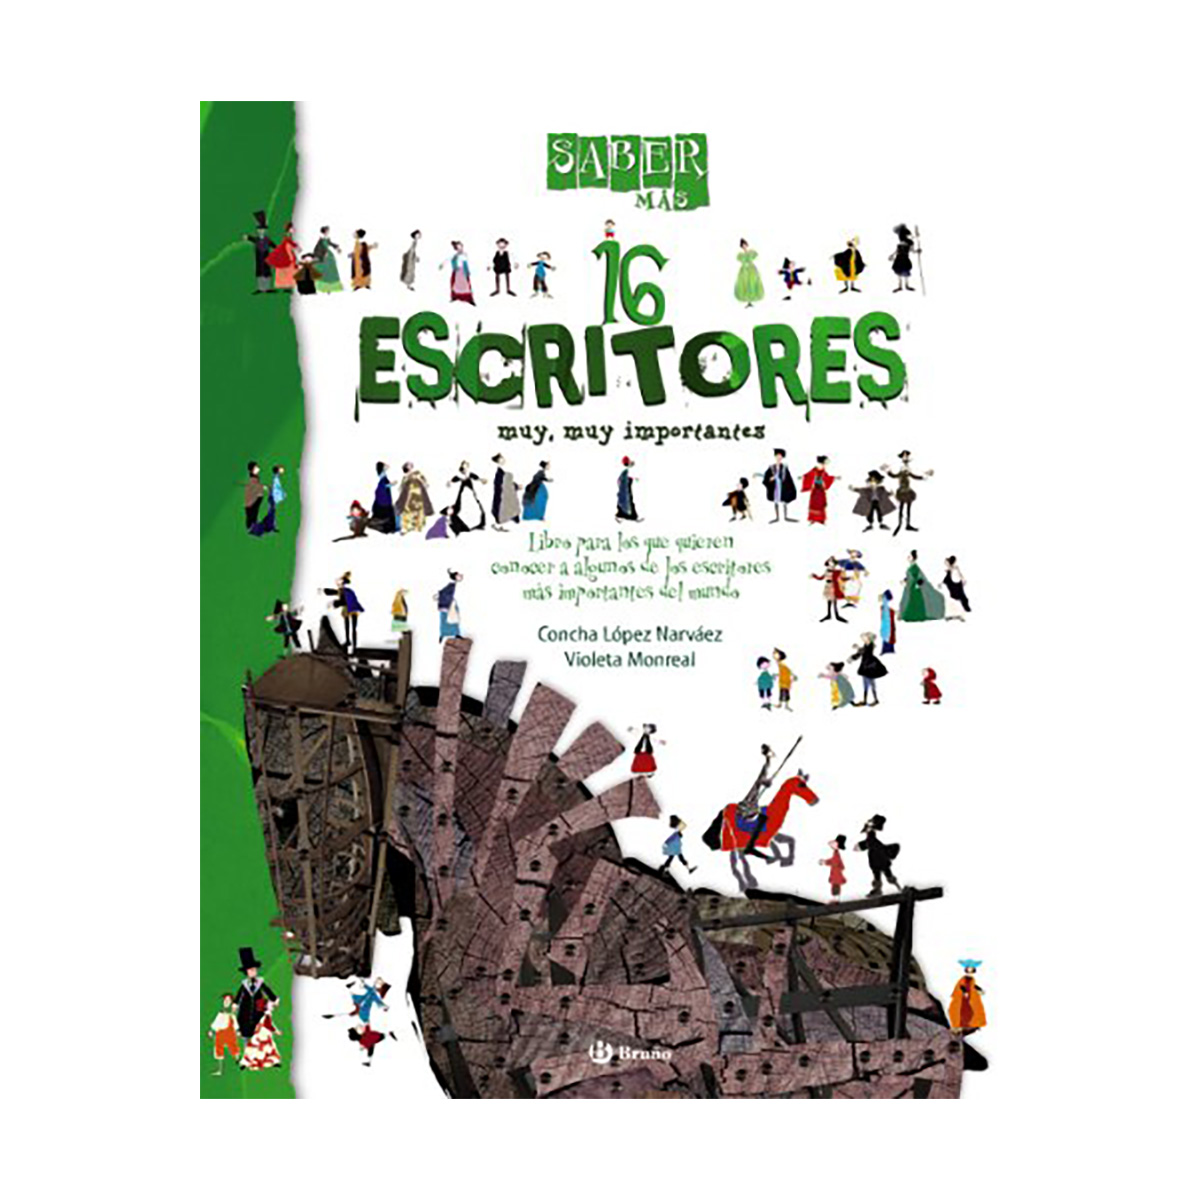 SABER
MÁS
16
ESCRITORES
muy, muy importantes
Libro para los que quieren
conocer a algunos de los escritores
más importantes del mundo
Concha López Narváez
Violeta Monreal
Bruño